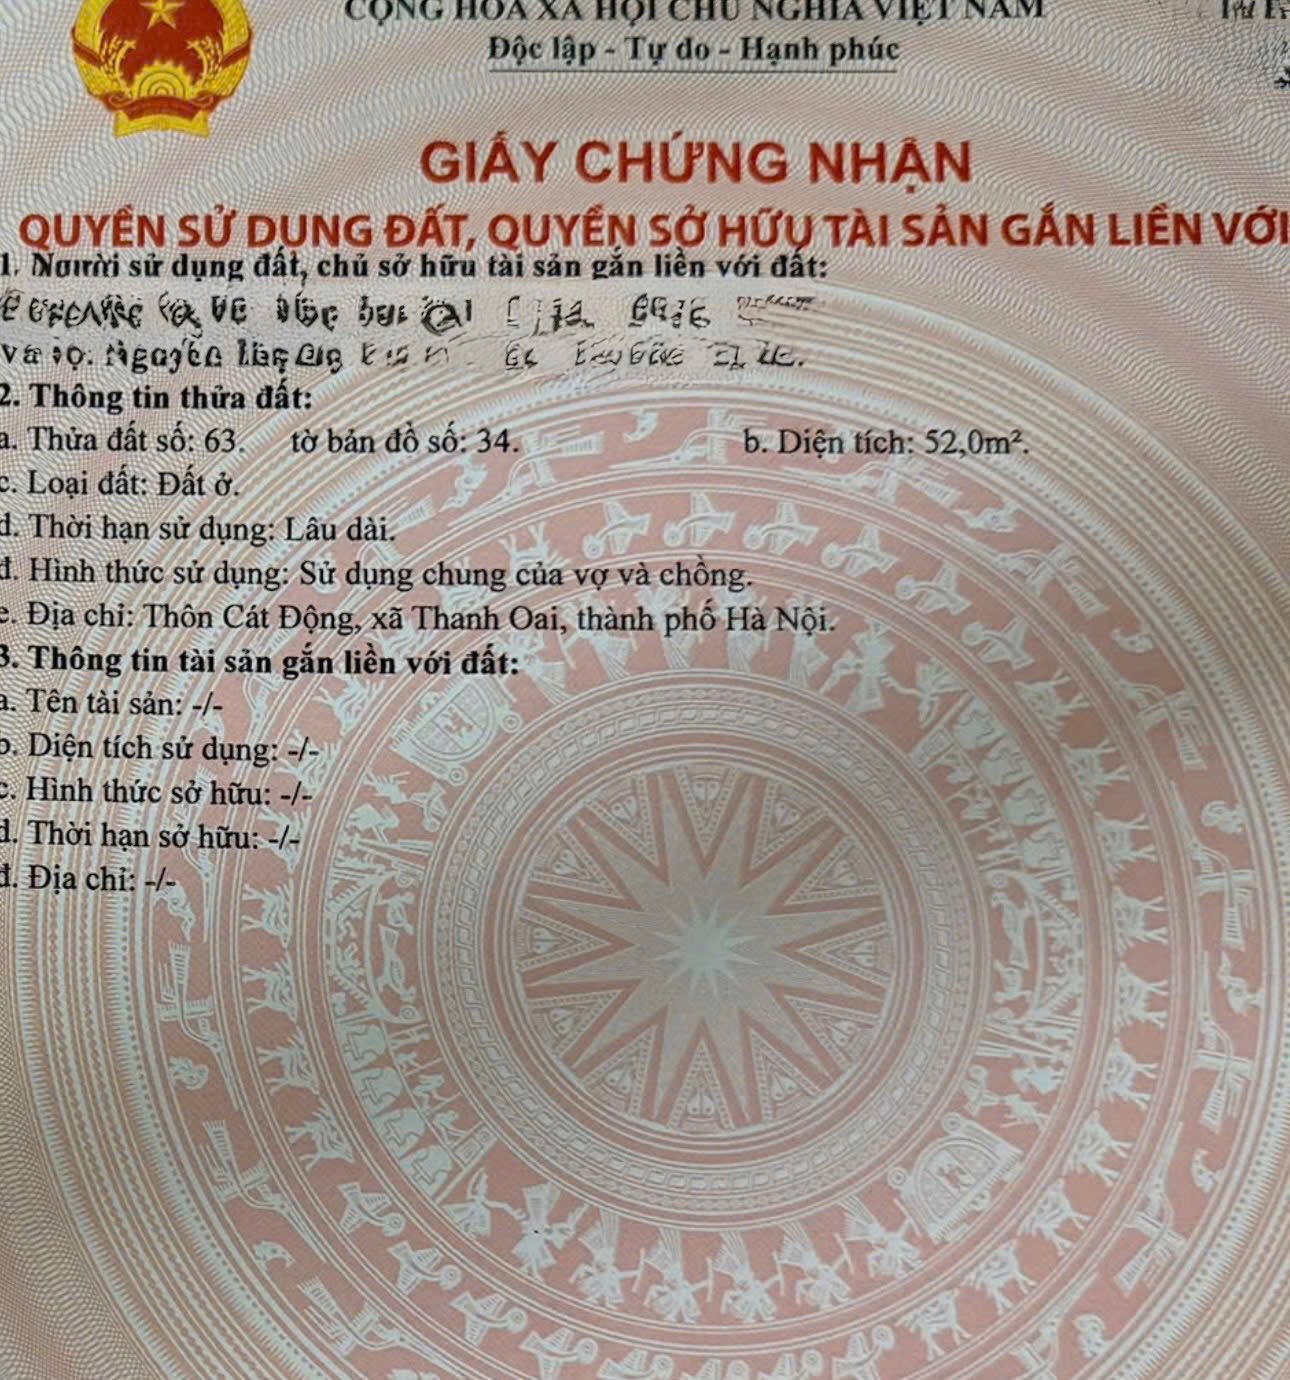 CỘNG HÒA XÃ HỘI CHỦ NGHĨA VIỆT NAM
Độc lập - Tự do - Hạnh phúc
GIẤY CHỨNG NHẬN
QUYỀN SỬ DỤNG ĐẤT, QUYỀN SỞ HỮU TÀI SẢN GẮN LIỀN VỚI
1. Người sử dụng đất, chủ sở hữu tài sản gắn liền với đất:
và vợ: Nguyễn
2. Thông tin thửa đất:
a. Thửa đất số: 63. tờ bản đồ số: 34. b. Diện tích: 52,0m².
c. Loại đất: Đất ở.
d. Thời hạn sử dụng: Lâu dài.
đ. Hình thức sử dụng: Sử dụng chung của vợ và chồng.
e. Địa chỉ: Thôn Cát Động, xã Thanh Oai, thành phố Hà Nội.
3. Thông tin tài sản gắn liền với đất:
a. Tên tài sản: -/-
b. Diện tích sử dụng: -/-
c. Hình thức sở hữu: -/-
d. Thời hạn sở hữu: -/-
đ. Địa chỉ: -/-